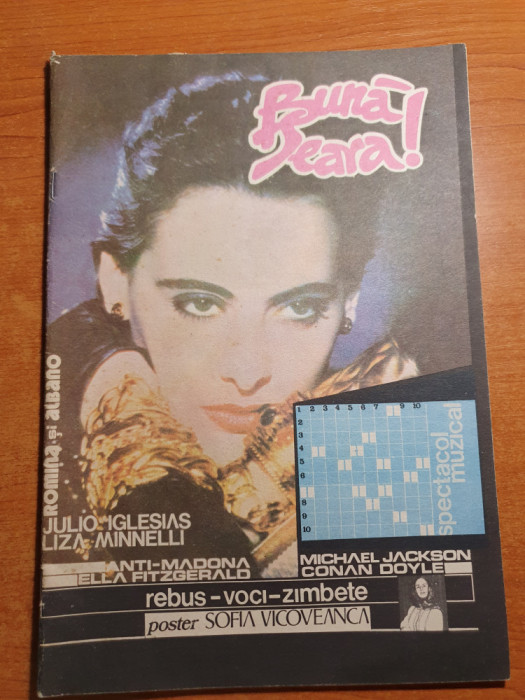 Bună
Seara!
ROMINA și ALBANO
JULIO IGLESIAS
LIZA MINNELLI
ANTI-MADONA
ELLA FITZGERALD
1 2 3 4 5 6 7 8 9 10
2
3
4
5
6
7
8
9
10
spectacol
muzical
MICHAEL JACKSON
CONAN DOYLE
rebus-voci-zîmbete
poster SOFIA VICOVEANCA